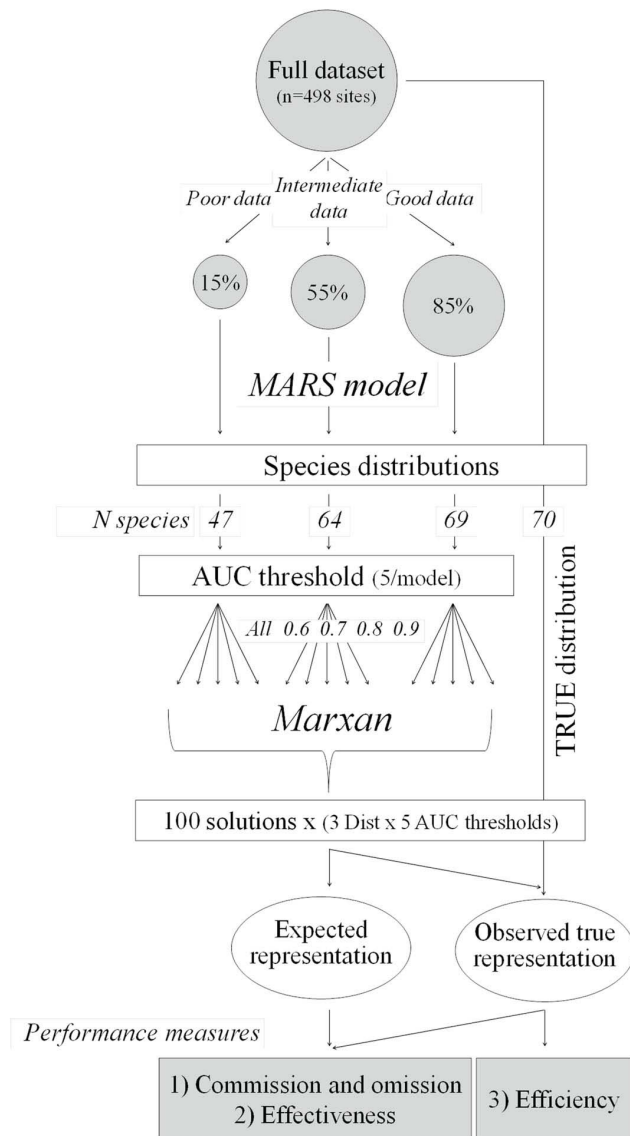 Full dataset
(n=498 sites)
Poor data
Intermediate
data
Good data
15%
55%
85%
MARS model
Species distributions
N species 47 64 69 70
AUC threshold (5/model)
All 0.6 0.7 0.8 0.9
TRUE distribution
Marxan
100 solutions x (3 Dist x 5 AUC thresholds)
Expected
representation
Observed true
representation
Performance measures
1) Commission and omission
2) Effectiveness
3) Efficiency